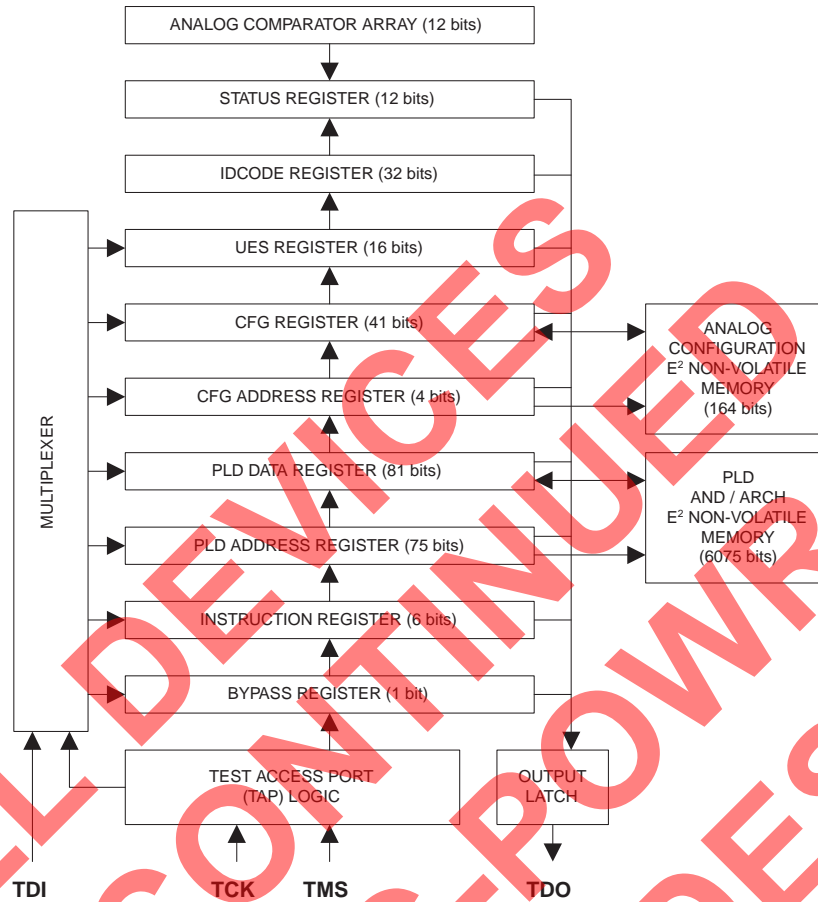 ANALOG COMPARATOR ARRAY (12 bits)
STATUS REGISTER (12 bits)
IDCODE REGISTER (32 bits)
UES REGISTER (16 bits)
CFG REGISTER (41 bits)
CFG ADDRESS REGISTER (4 bits)
PLD DATA REGISTER (81 bits)
PLD ADDRESS REGISTER (75 bits)
INSTRUCTION REGISTER (6 bits)
BYPASS REGISTER (1 bit)
MULTIPLEXER
ANALOG
CONFIGURATION
E² NON-VOLATILE
MEMORY
(164 bits)
PLD
AND / ARCH
E² NON-VOLATILE
MEMORY
(6075 bits)
TEST ACCESS PORT
(TAP) LOGIC
OUTPUT
LATCH
TDI
TCK
TMS
TDO
DEVICES
CONTINUED
POWR